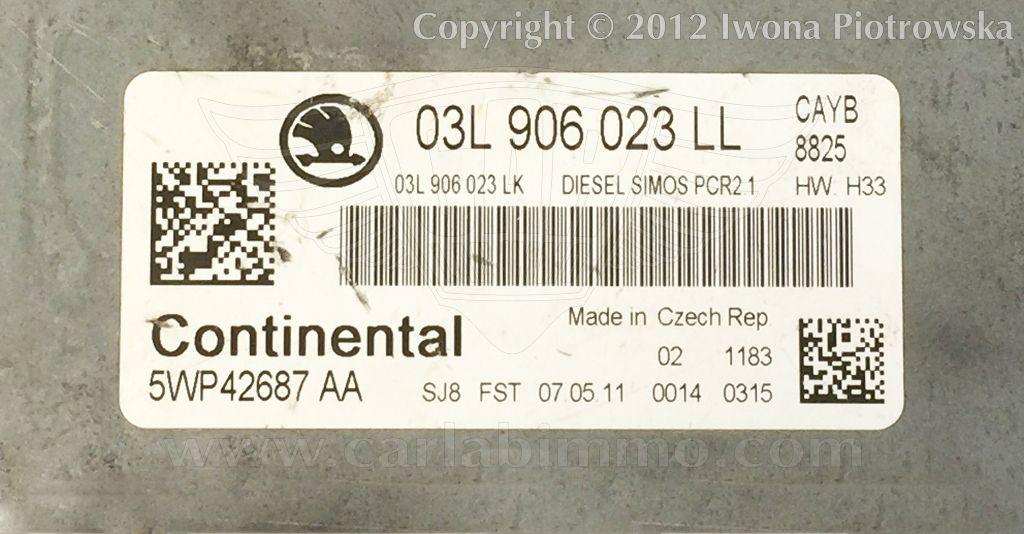 Copyright © 2012 Iwona Piotrowska
03L 906 023 LL
CAYB
8825
03L 906 023 LK DIESEL SIMOS PCR2.1 HW: H33
Continental
Made in Czech Rep.
02 1183
5WP42687 AA
SJ8 FST 07.05.11 0014 0315
www.carlabimmo.com